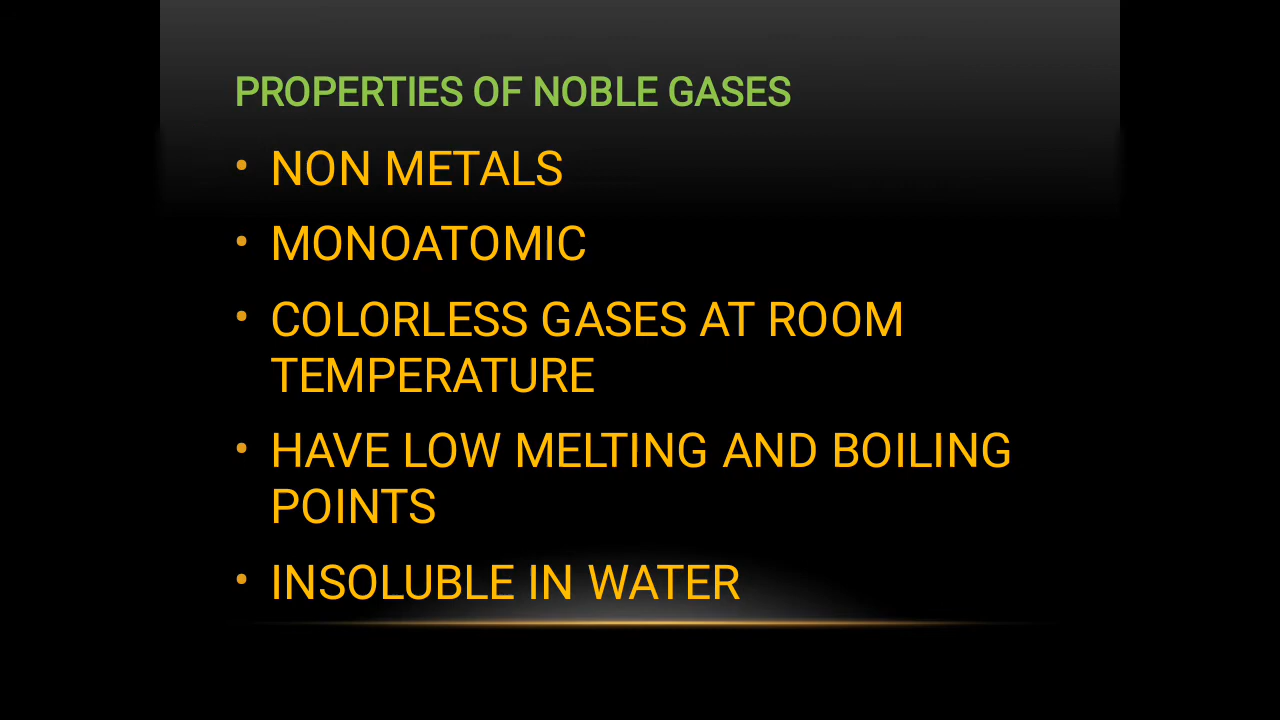 PROPERTIES OF NOBLE GASES
• NON METALS
• MONOATOMIC
• COLORLESS GASES AT ROOM
TEMPERATURE
• HAVE LOW MELTING AND BOILING
POINTS
• INSOLUBLE IN WATER